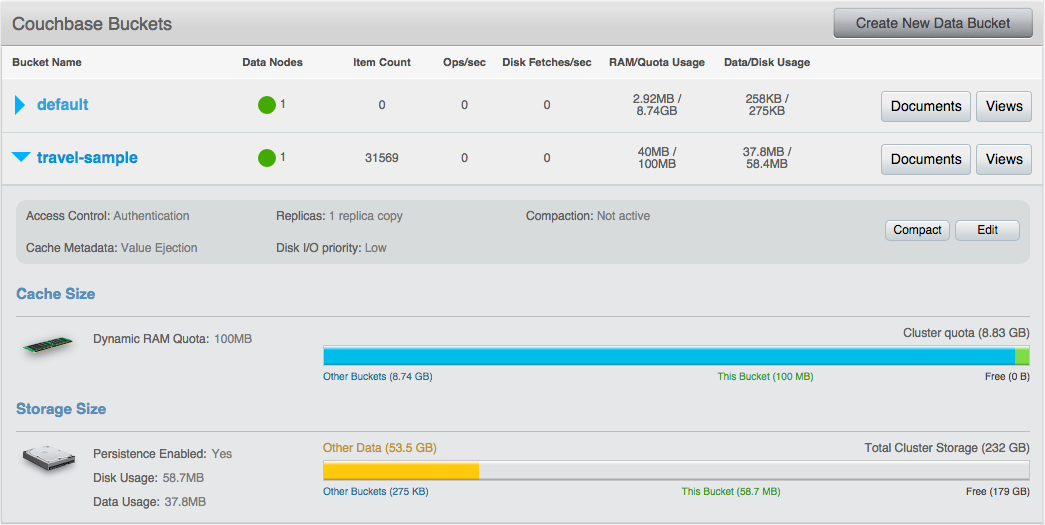 Couchbase Buckets Create New Data Bucket
Bucket Name Data Nodes Item Count Ops/sec Disk Fetches/sec RAM/Quota Usage Data/Disk Usage
default 1 0 0 0 2.92MB / 8.74GB 258KB / 275KB Documents Views
travel-sample 1 31569 0 0 40MB / 100MB 37.8MB / 58.4MB Documents Views
Access Control: Authentication Replicas: 1 replica copy Compaction: Not active
Compact Edit
Cache Metadata: Value Ejection Disk I/O priority: Low
Cache Size
Dynamic RAM Quota: 100MB Cluster quota (8.83 GB)
Other Buckets (8.74 GB) This Bucket (100 MB) Free (0 B)
Storage Size
Other Data (53.5 GB) Total Cluster Storage (232 GB)
Persistence Enabled: Yes
Disk Usage: 58.7MB
Other Buckets (275 KB) This Bucket (58.7 MB) Free (179 GB)
Data Usage: 37.8MB